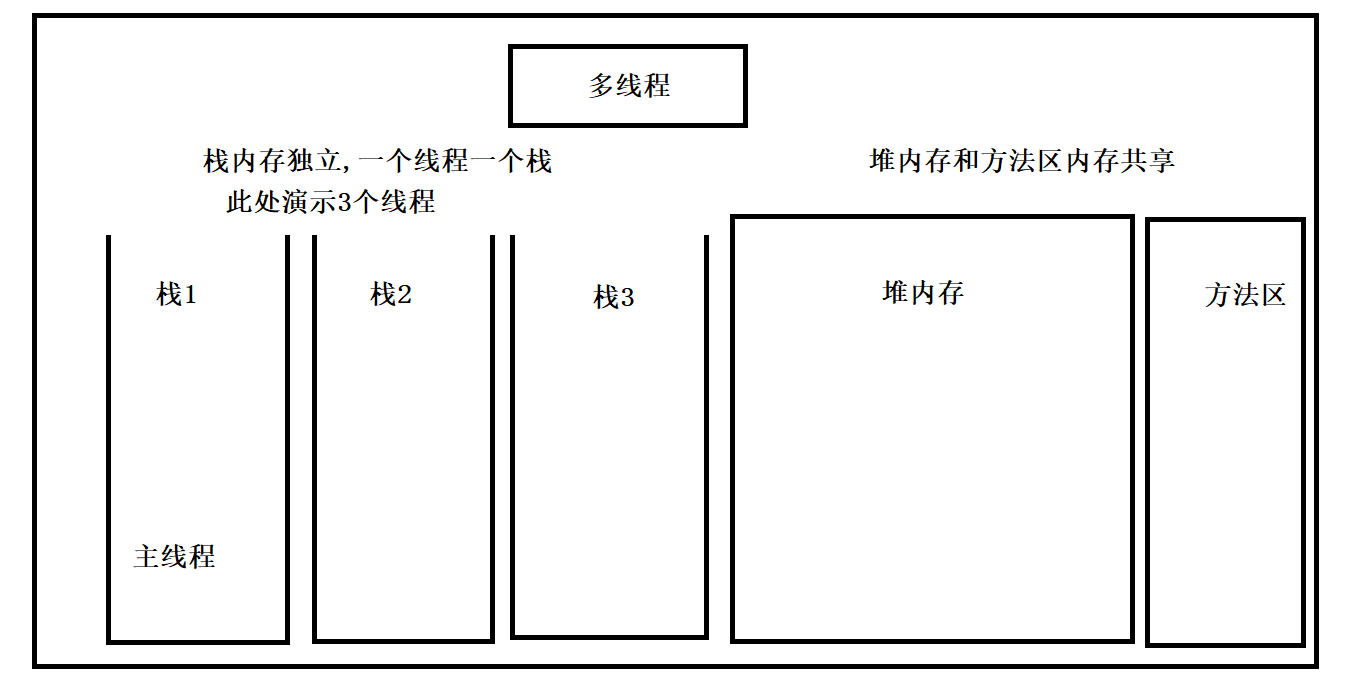 多线程
栈内存独立,一个线程一个栈
此处演示3个线程
堆内存和方法区内存共享
栈1
栈2
栈3
堆内存
方法区
主线程